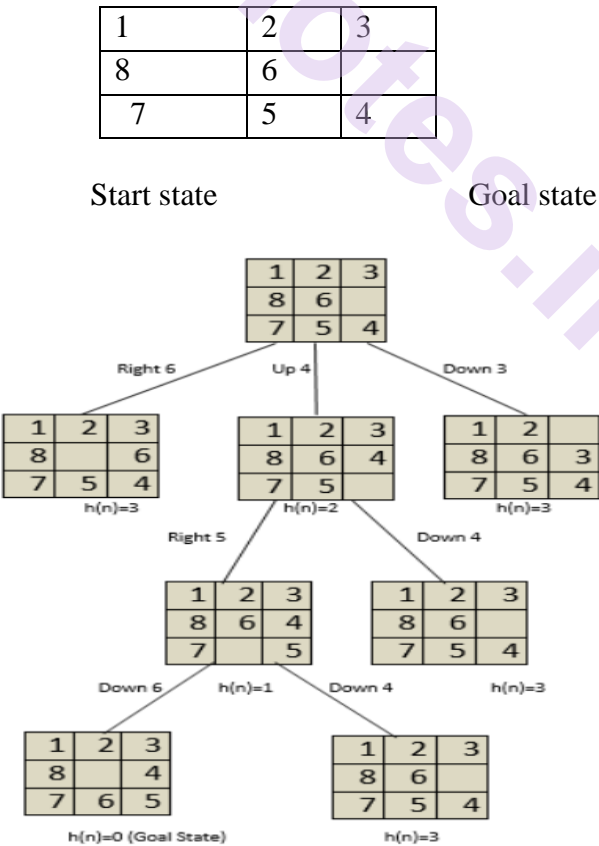 notes.in
1 2 3
8 6
7 5 4
Start state Goal state
1 2 3
8 6
7 5 4
Right 6 Up 4 Down 3
1 2 3 1 2 3 1 2
8 6 8 6 4 8 6 3
7 5 4 7 5 7 5 4
h(n)=3 h(n)=2 h(n)=3
Right 5 Down 4
1 2 3 1 2 3
8 6 4 8 6
7 5 7 5 4
Down 6 h(n)=1 Down 4 h(n)=3
1 2 3 1 2 3
8 4 8 6
7 6 5 7 5 4
h(n)=0 (Goal State) h(n)=3